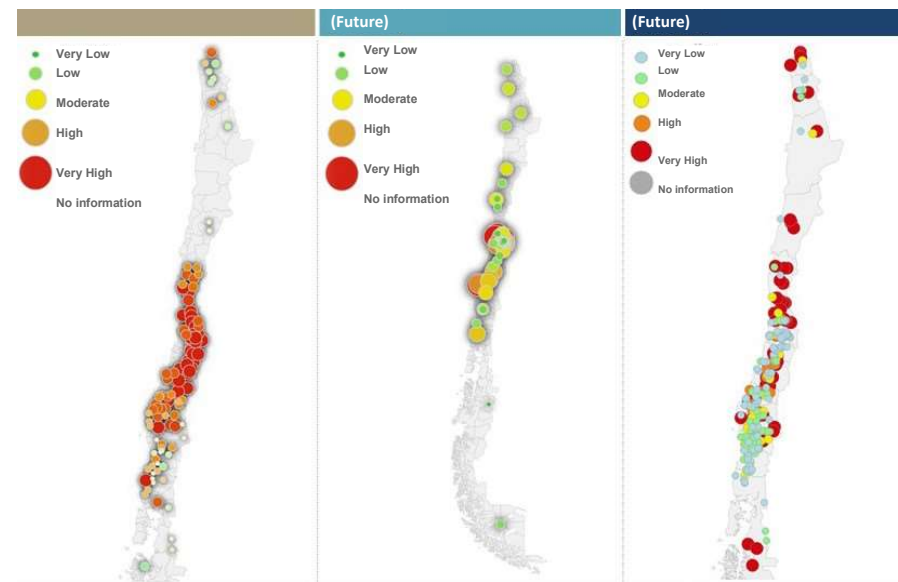 (Future)
(Future)
Very Low
Low
Moderate
High
Very High
No information
Very Low
Low
Moderate
High
Very High
No information
Very Low
Low
Moderate
High
Very High
No information